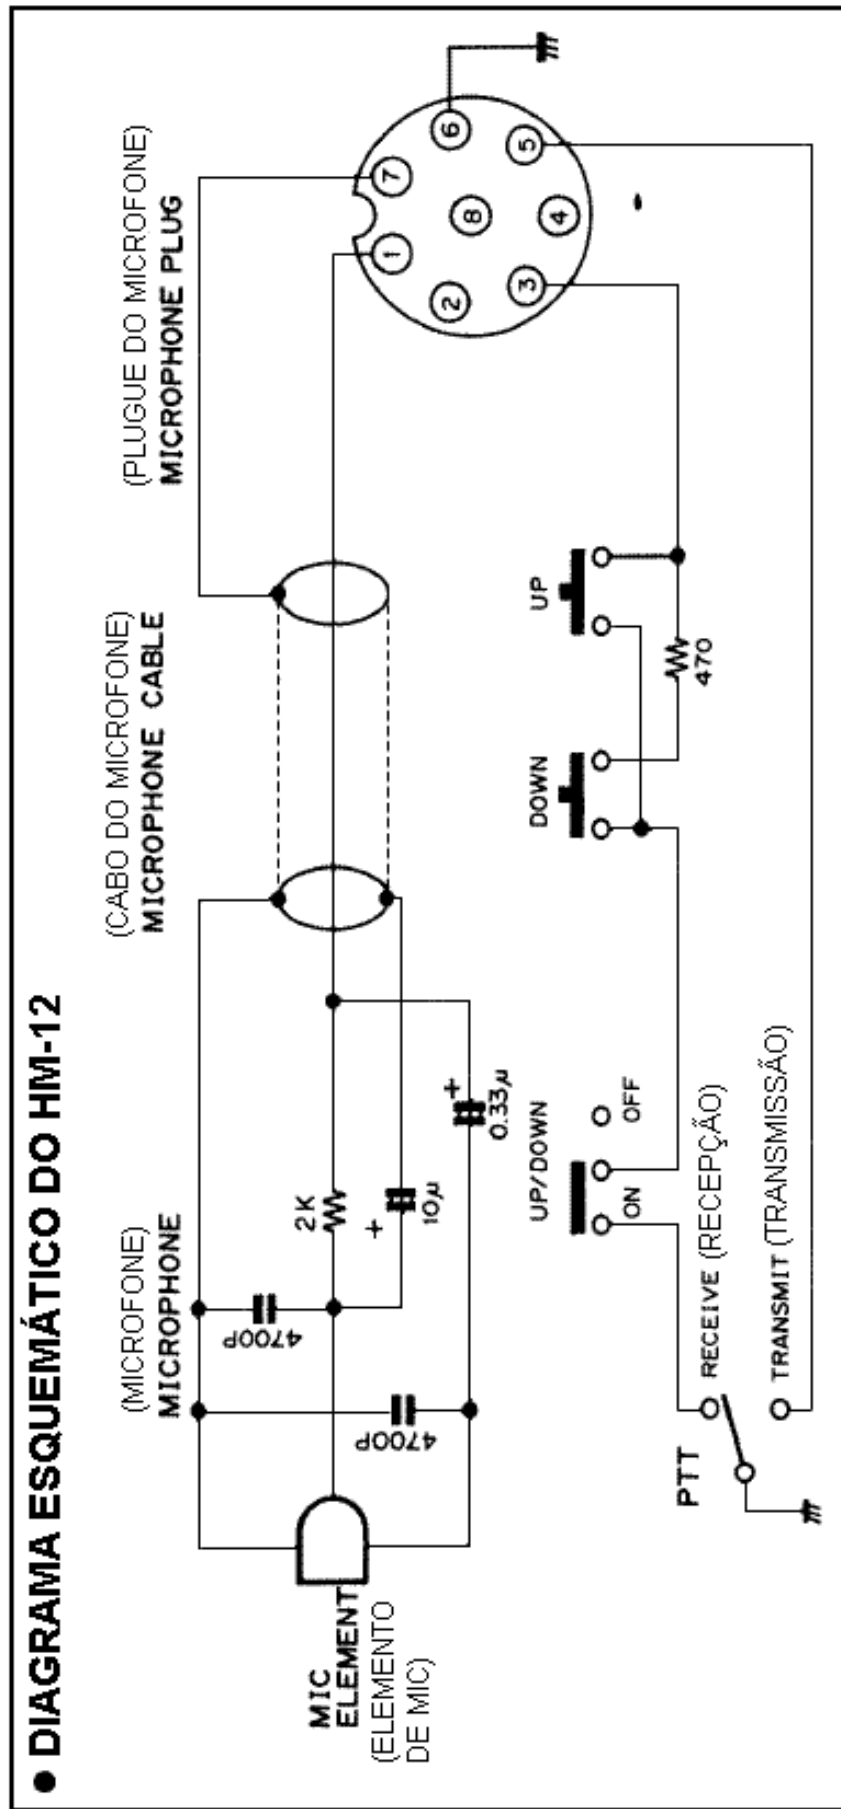 ● DIAGRAMA ESQUEMÁTICO DO HM-12
(MICROFONE)
MICROPHONE
(CABO DO MICROFONE)
MICROPHONE CABLE
(PLUGUE DO MICROFONE)
MICROPHONE PLUG
MIC
ELEMENT
(ELEMENTO
DE MIC)
4700P
4700P
2K
+
10µ
+
0.33µ
1
2
3
4
5
6
7
8
UP/DOWN
ON
OFF
DOWN
UP
470
PTT
RECEIVE (RECEPÇÃO)
TRANSMIT (TRANSMISSÃO)